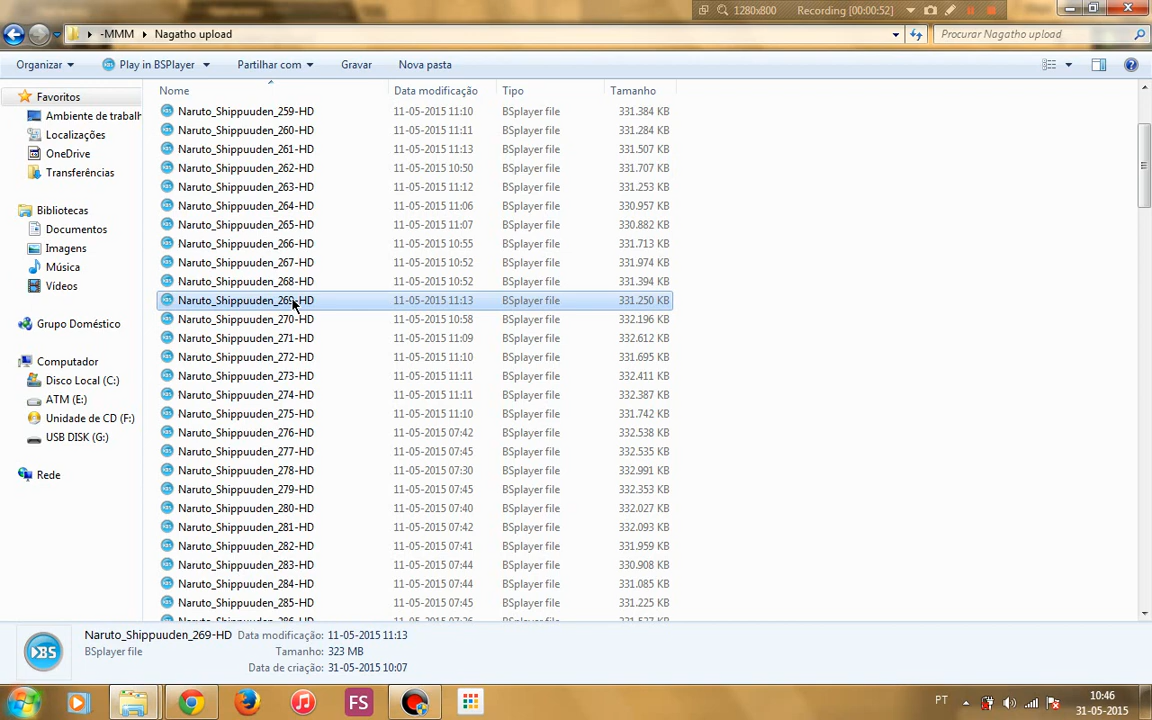 1280x800 Recording [00:00:52]
-MMM Nagatho upload Procurar Nagatho upload
Organizar Play in BSPlayer Partilhar com Gravar Nova pasta
Nome Data modificação Tipo Tamanho
Favoritos
Ambiente de trabalh
Localizações
OneDrive
Transferências
Bibliotecas
Documentos
Imagens
Música
Vídeos
Grupo Doméstico
Computador
Disco Local (C:)
ATM (E:)
Unidade de CD (F:)
USB DISK (G:)
Rede
Naruto_Shippuuden_259-HD 11-05-2015 11:10 BSplayer file 331.384 KB
Naruto_Shippuuden_260-HD 11-05-2015 11:11 BSplayer file 331.284 KB
Naruto_Shippuuden_261-HD 11-05-2015 11:13 BSplayer file 331.507 KB
Naruto_Shippuuden_262-HD 11-05-2015 10:50 BSplayer file 331.707 KB
Naruto_Shippuuden_263-HD 11-05-2015 11:12 BSplayer file 331.253 KB
Naruto_Shippuuden_264-HD 11-05-2015 11:06 BSplayer file 330.957 KB
Naruto_Shippuuden_265-HD 11-05-2015 11:07 BSplayer file 330.882 KB
Naruto_Shippuuden_266-HD 11-05-2015 10:55 BSplayer file 331.713 KB
Naruto_Shippuuden_267-HD 11-05-2015 10:52 BSplayer file 331.974 KB
Naruto_Shippuuden_268-HD 11-05-2015 10:52 BSplayer file 331.394 KB
Naruto_Shippuuden_269-HD 11-05-2015 11:13 BSplayer file 331.250 KB
Naruto_Shippuuden_270-HD 11-05-2015 10:58 BSplayer file 332.196 KB
Naruto_Shippuuden_271-HD 11-05-2015 11:09 BSplayer file 332.612 KB
Naruto_Shippuuden_272-HD 11-05-2015 11:10 BSplayer file 331.695 KB
Naruto_Shippuuden_273-HD 11-05-2015 11:11 BSplayer file 332.411 KB
Naruto_Shippuuden_274-HD 11-05-2015 11:11 BSplayer file 332.387 KB
Naruto_Shippuuden_275-HD 11-05-2015 11:10 BSplayer file 331.742 KB
Naruto_Shippuuden_276-HD 11-05-2015 07:42 BSplayer file 332.538 KB
Naruto_Shippuuden_277-HD 11-05-2015 07:45 BSplayer file 332.535 KB
Naruto_Shippuuden_278-HD 11-05-2015 07:30 BSplayer file 332.991 KB
Naruto_Shippuuden_279-HD 11-05-2015 07:45 BSplayer file 332.353 KB
Naruto_Shippuuden_280-HD 11-05-2015 07:40 BSplayer file 332.027 KB
Naruto_Shippuuden_281-HD 11-05-2015 07:42 BSplayer file 332.093 KB
Naruto_Shippuuden_282-HD 11-05-2015 07:41 BSplayer file 331.959 KB
Naruto_Shippuuden_283-HD 11-05-2015 07:44 BSplayer file 330.908 KB
Naruto_Shippuuden_284-HD 11-05-2015 07:44 BSplayer file 331.085 KB
Naruto_Shippuuden_285-HD 11-05-2015 07:45 BSplayer file 331.225 KB
Naruto_Shippuuden_269-HD Data modificação: 11-05-2015 11:13
BSplayer file Tamanho: 323 MB
Data de criação: 31-05-2015 10:07
BS
FS
PT
10:46
31-05-2015